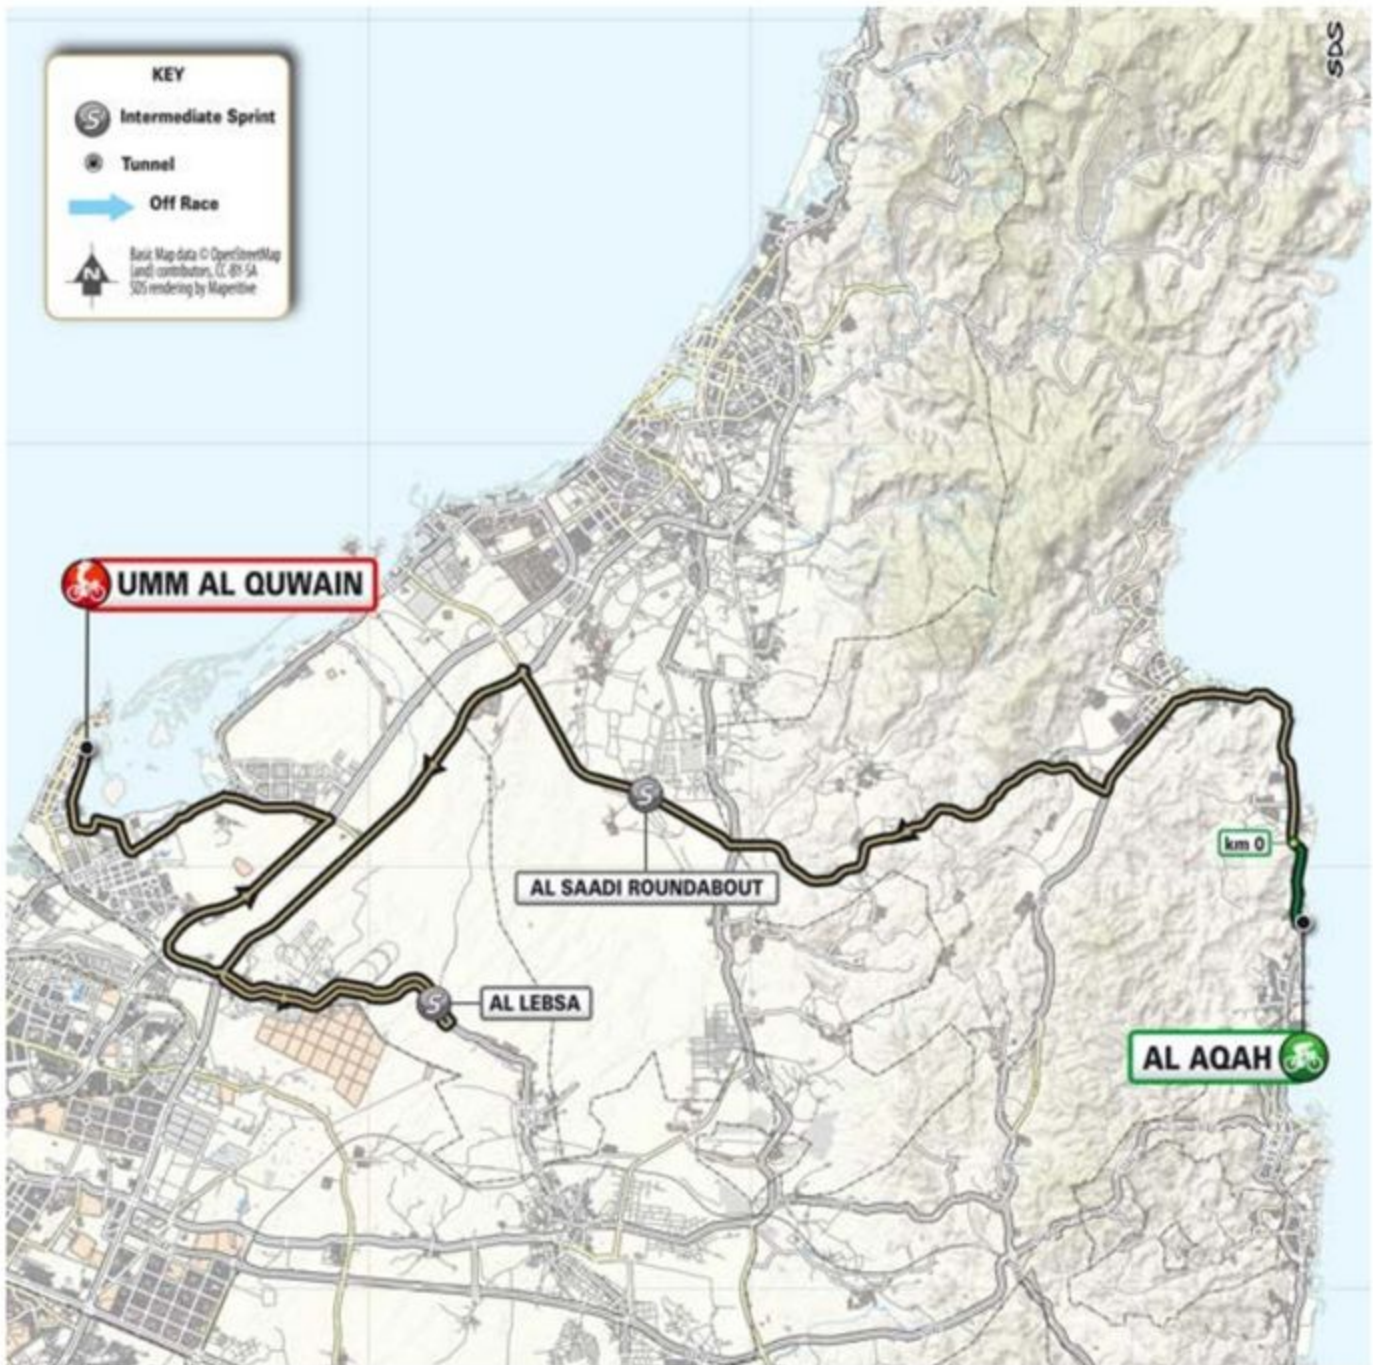 SDS
KEY
S Intermediate Sprint
Tunnel
Off Race
N
Basic Map data © OpenStreetMap
(and) contributors, CC-BY-SA
SDS rendering by Maperitive
UMM AL QUWAIN
S
km 0
AL SAADI ROUNDABOUT
S
AL LEBSA
AL AQAH